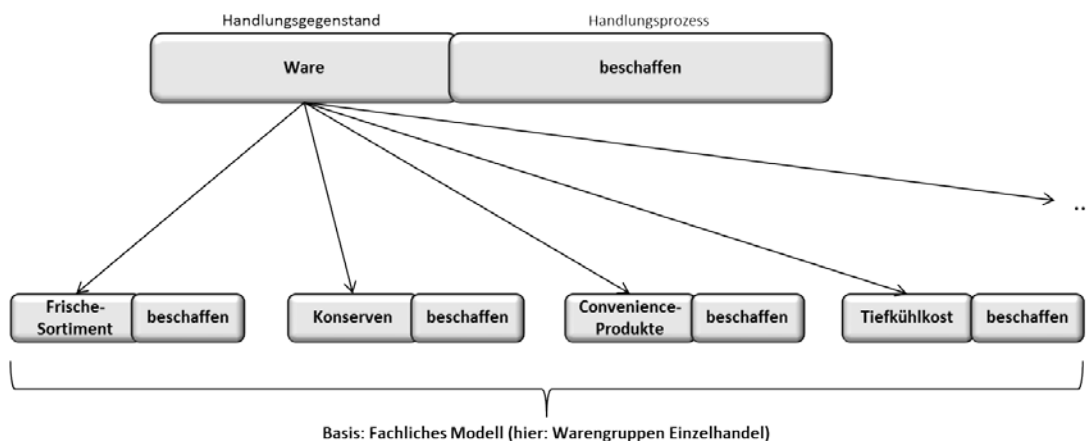 Handlungsgegenstand Handlungsprozess
Ware beschaffen
..
Frische-
Sortiment beschaffen
Konserven beschaffen
Convenience-
Produkte beschaffen
Tiefkühlkost beschaffen
Basis: Fachliches Modell (hier: Warengruppen Einzelhandel)